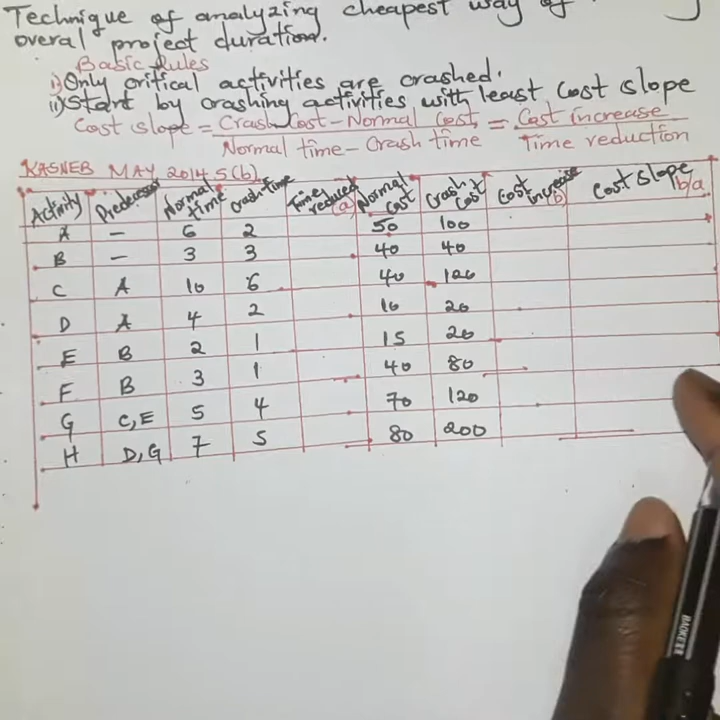 Technique of analyzing cheapest way of
overal project duration.
Basic Rules
i) Only critical activities are crashed.
ii) Start by crashing activities with least cost slope
Cost slope = Crash Cost - Normal Cost = Cost increase
Normal time - Crash time Time reduction
KASNEB MAY 2014 5(b)
Activity Predecessor Normal time Crash Time Time reduced (a) Normal Cost Crash Cost Cost Increase (b) Cost Slope b/a
A - 6 2 50 100
B - 3 3 40 40
C A 10 6 40 120
D A 4 2 10 20
E B 2 1 15 20
F B 3 1 40 80
G C, E 5 4 70 120
H D, G 7 5 80 200